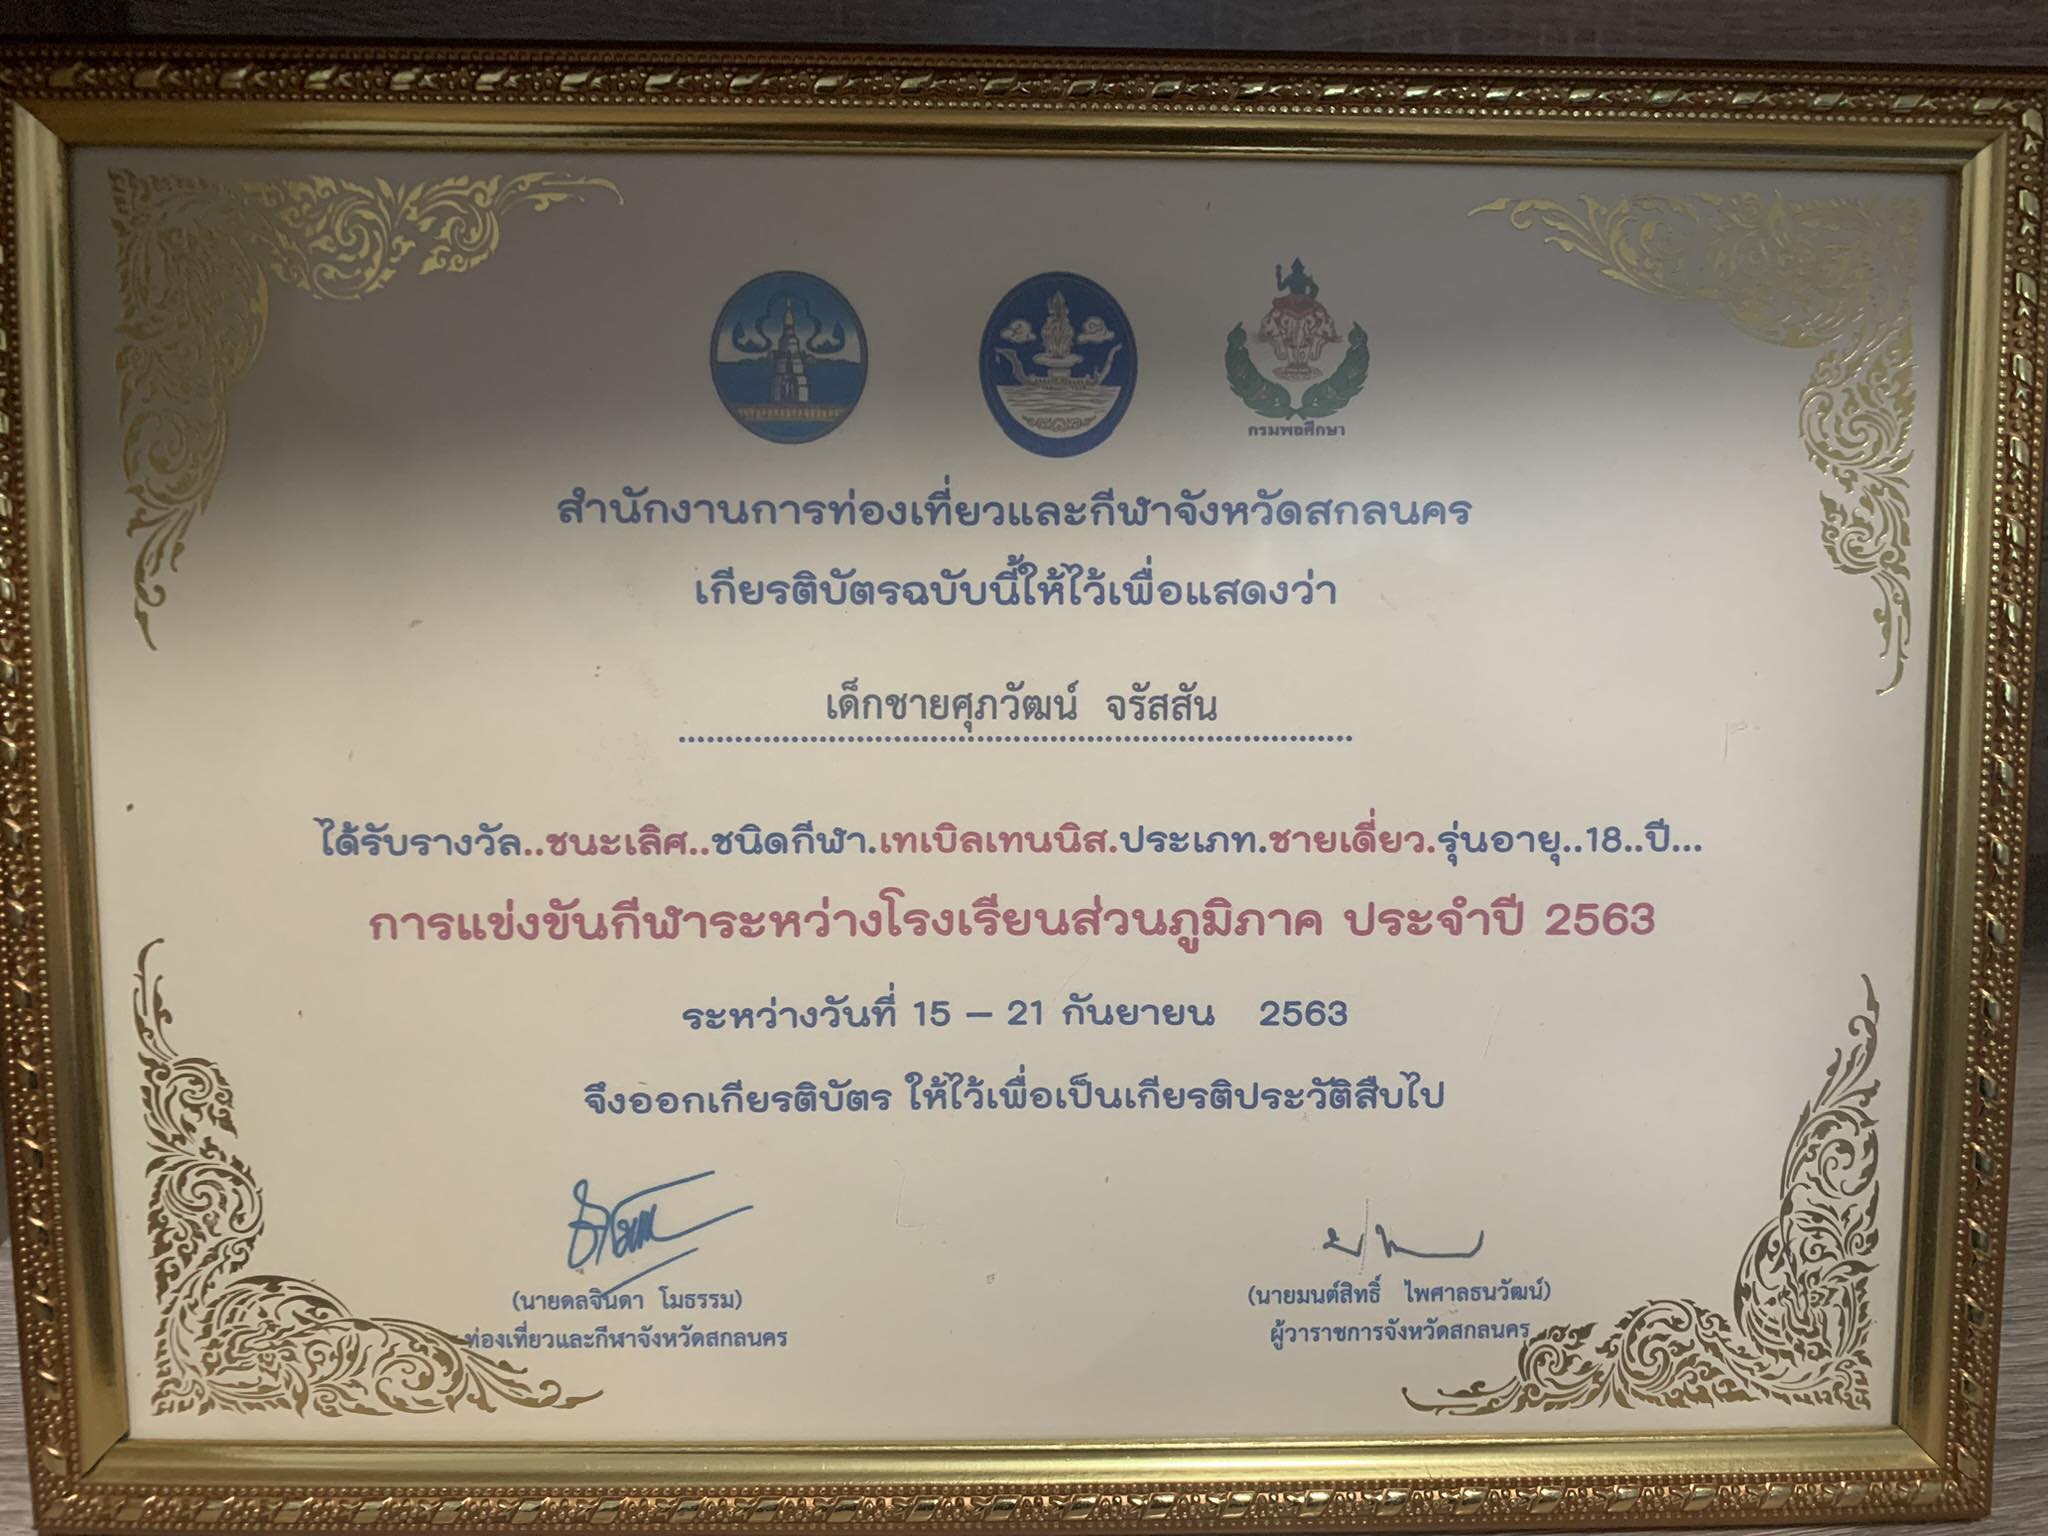 กรมพลศึกษา
สำนักงานการท่องเที่ยวและกีฬาจังหวัดสกลนคร
เกียรติบัตรฉบับนี้ให้ไว้เพื่อแสดงว่า
เด็กชายศุภวัฒน์ จรัสสัน
ได้รับรางวัล..ชนะเลิศ..ชนิดกีฬา.เทเบิลเทนนิส.ประเภท.ชายเดี่ยว.รุ่นอายุ..18..ปี...
การแข่งขันกีฬาระหว่างโรงเรียนส่วนภูมิภาค ประจำปี 2563
ระหว่างวันที่ 15 – 21 กันยายน 2563
จึงออกเกียรติบัตร ให้ไว้เพื่อเป็นเกียรติประวัติสืบไป
(นายดลจินดา โมธรรม) (นายมนต์สิทธิ์ ไพศาลธนวัฒน์)
ท่องเที่ยวและกีฬาจังหวัดสกลนคร ผู้วาราชการจังหวัดสกลนคร